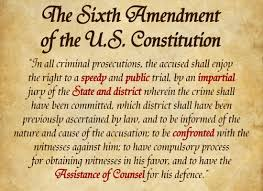 The Sixth Amendment
of the U.S. Constitution
"In all criminal prosecutions, the accused shall enjoy
the right to a speedy and public trial, by an impartial
jury of the State and district wherein the crime shall
have been committed, which district shall have been
previously ascertained by law, and to be informed of the
nature and cause of the accusation; to be confronted with the
witnesses against him; to have compulsory process
for obtaining witnesses in his favor, and to have the
Assistance of Counsel for his defence."